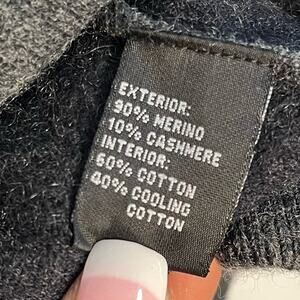 EXTERIOR:
90% MERINO
10% CASHMERE
INTERIOR:
60% COTTON
40% COOLING
COTTON